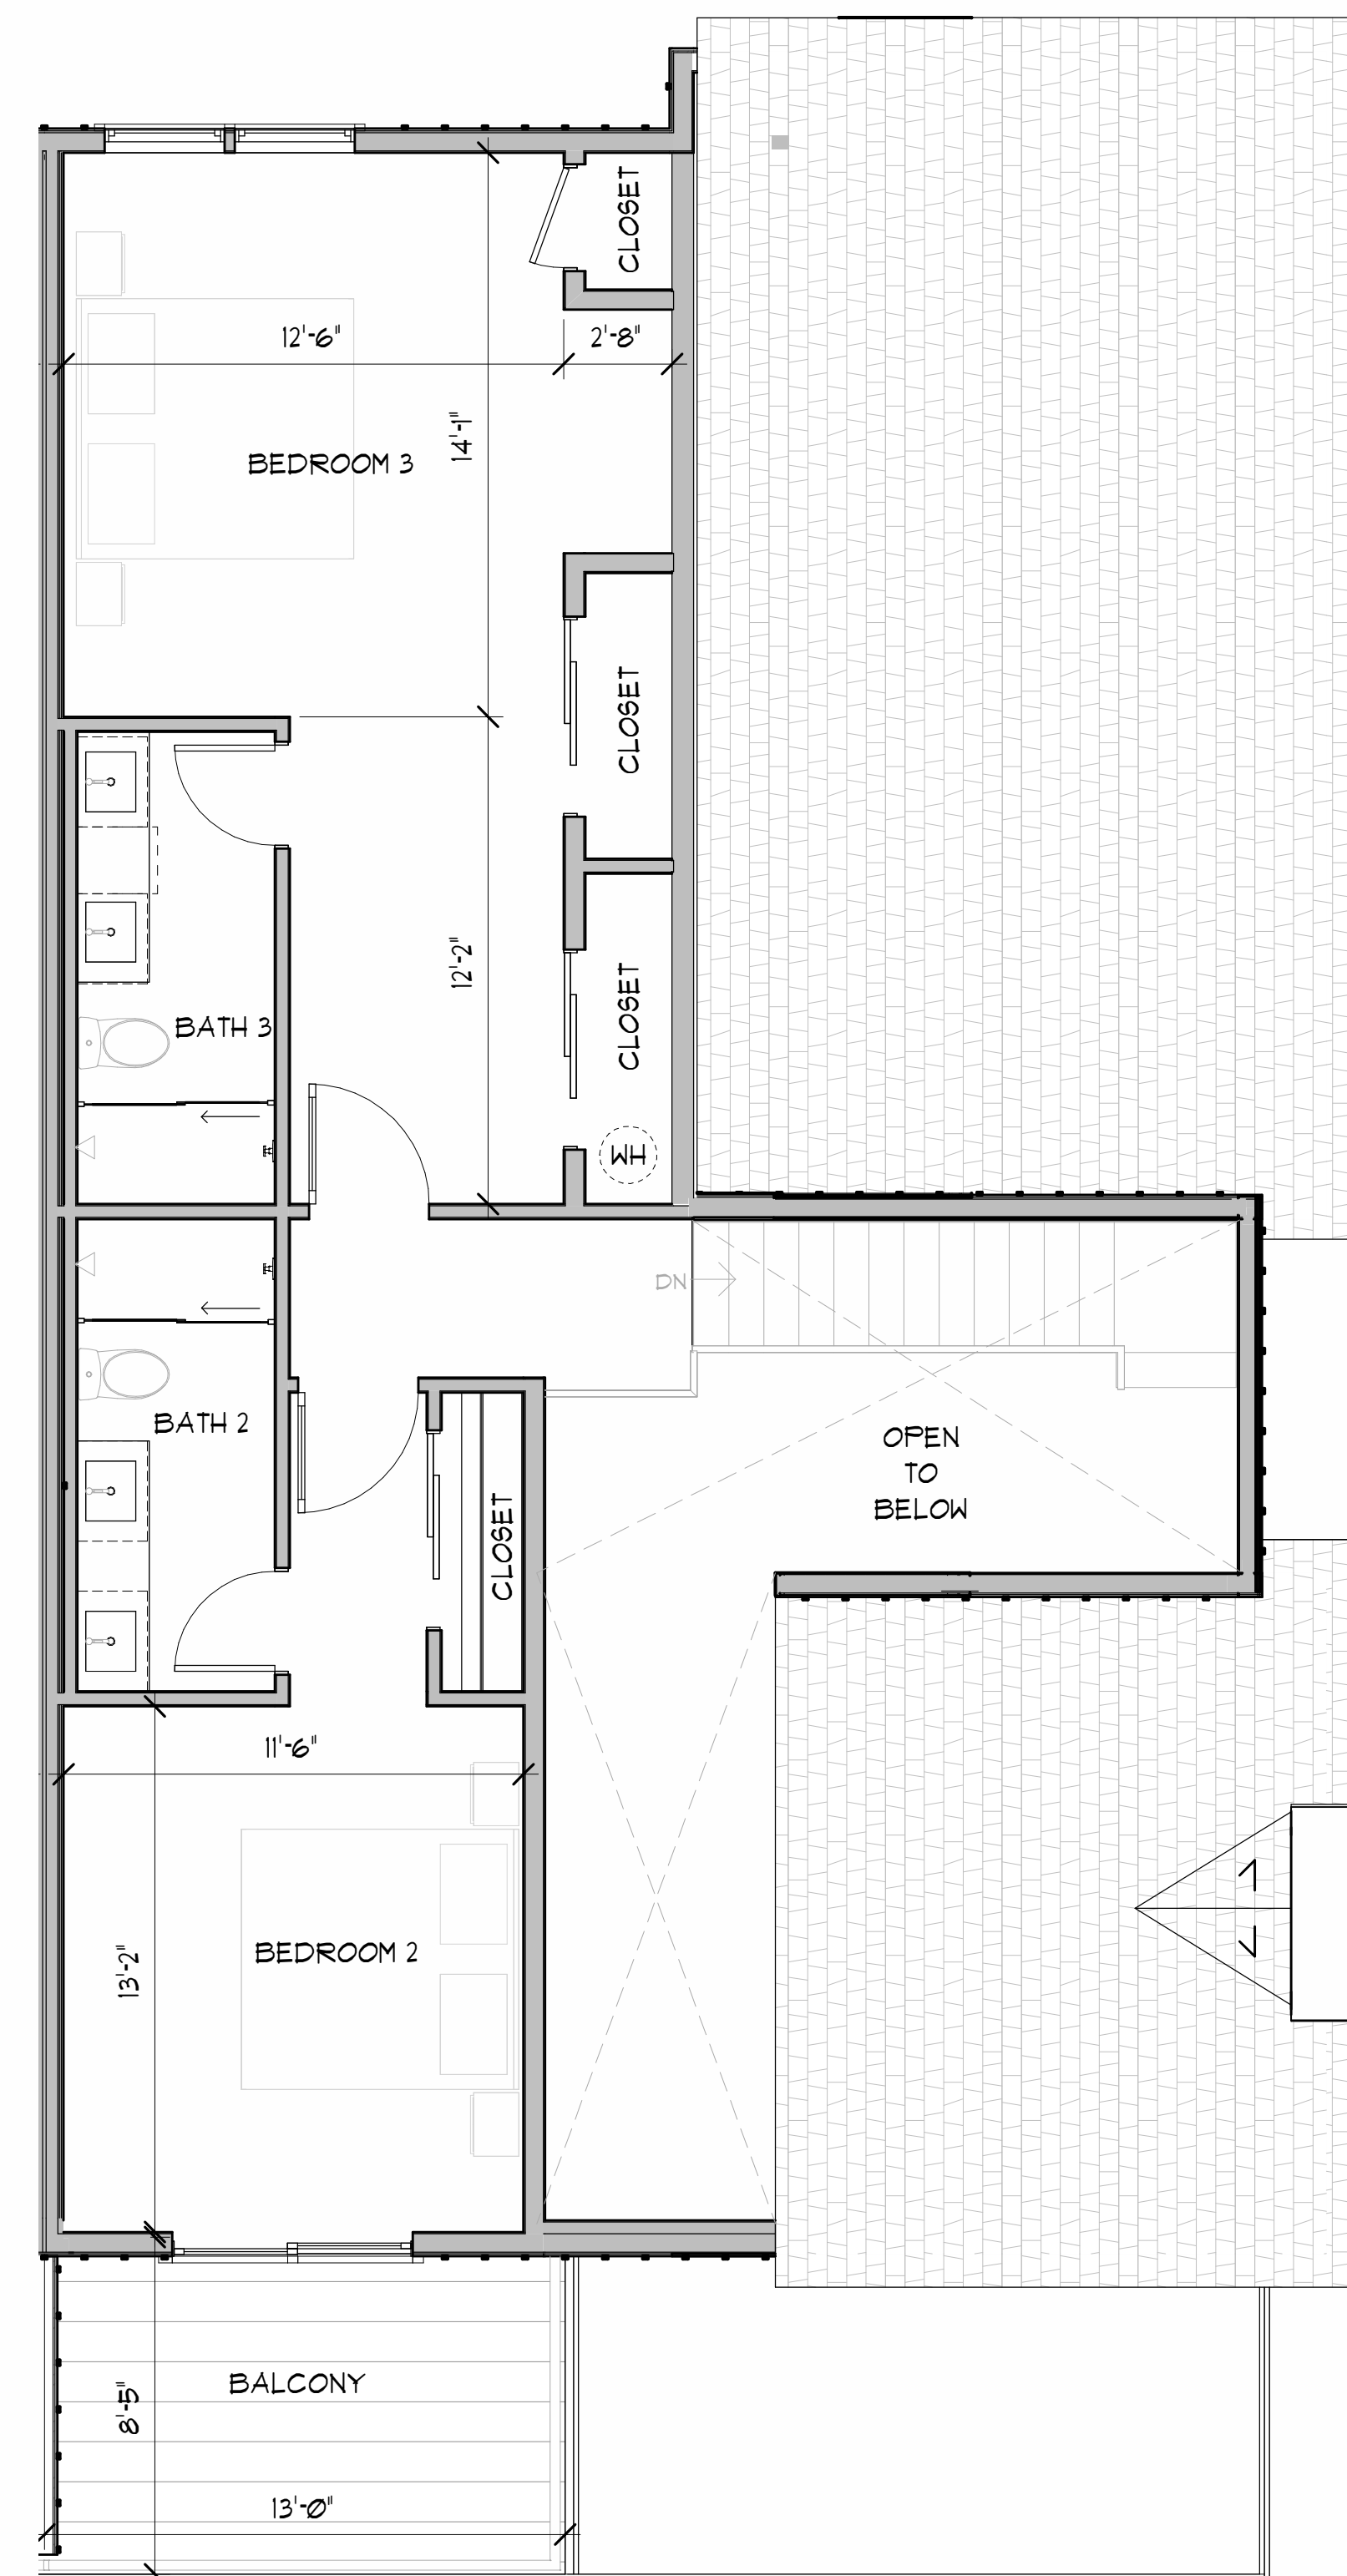 CLOSET
12'-6"
2'-8"
14'-1"
BEDROOM 3
CLOSET
12'-2"
CLOSET
BATH 3
WH
DN
BATH 2
OPEN
TO
BELOW
CLOSET
11'-6"
BEDROOM 2
13'-2"
BALCONY
8'-5"
13'-0"